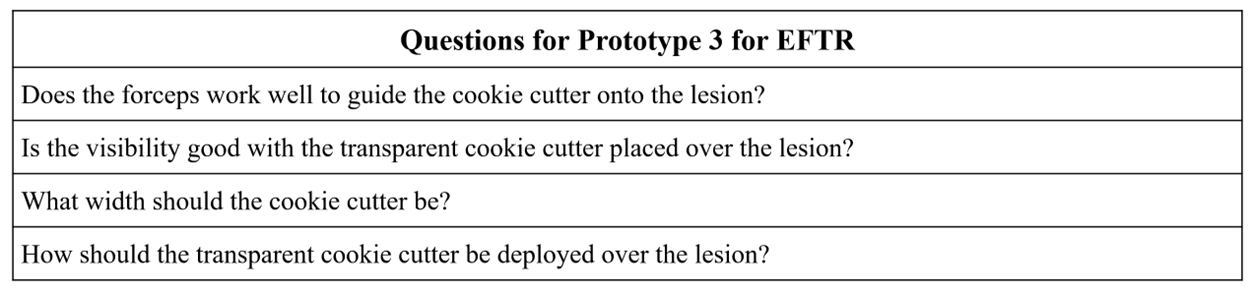 Questions for Prototype 3 for EFTR
Does the forceps work well to guide the cookie cutter onto the lesion?
Is the visibility good with the transparent cookie cutter placed over the lesion?
What width should the cookie cutter be?
How should the transparent cookie cutter be deployed over the lesion?